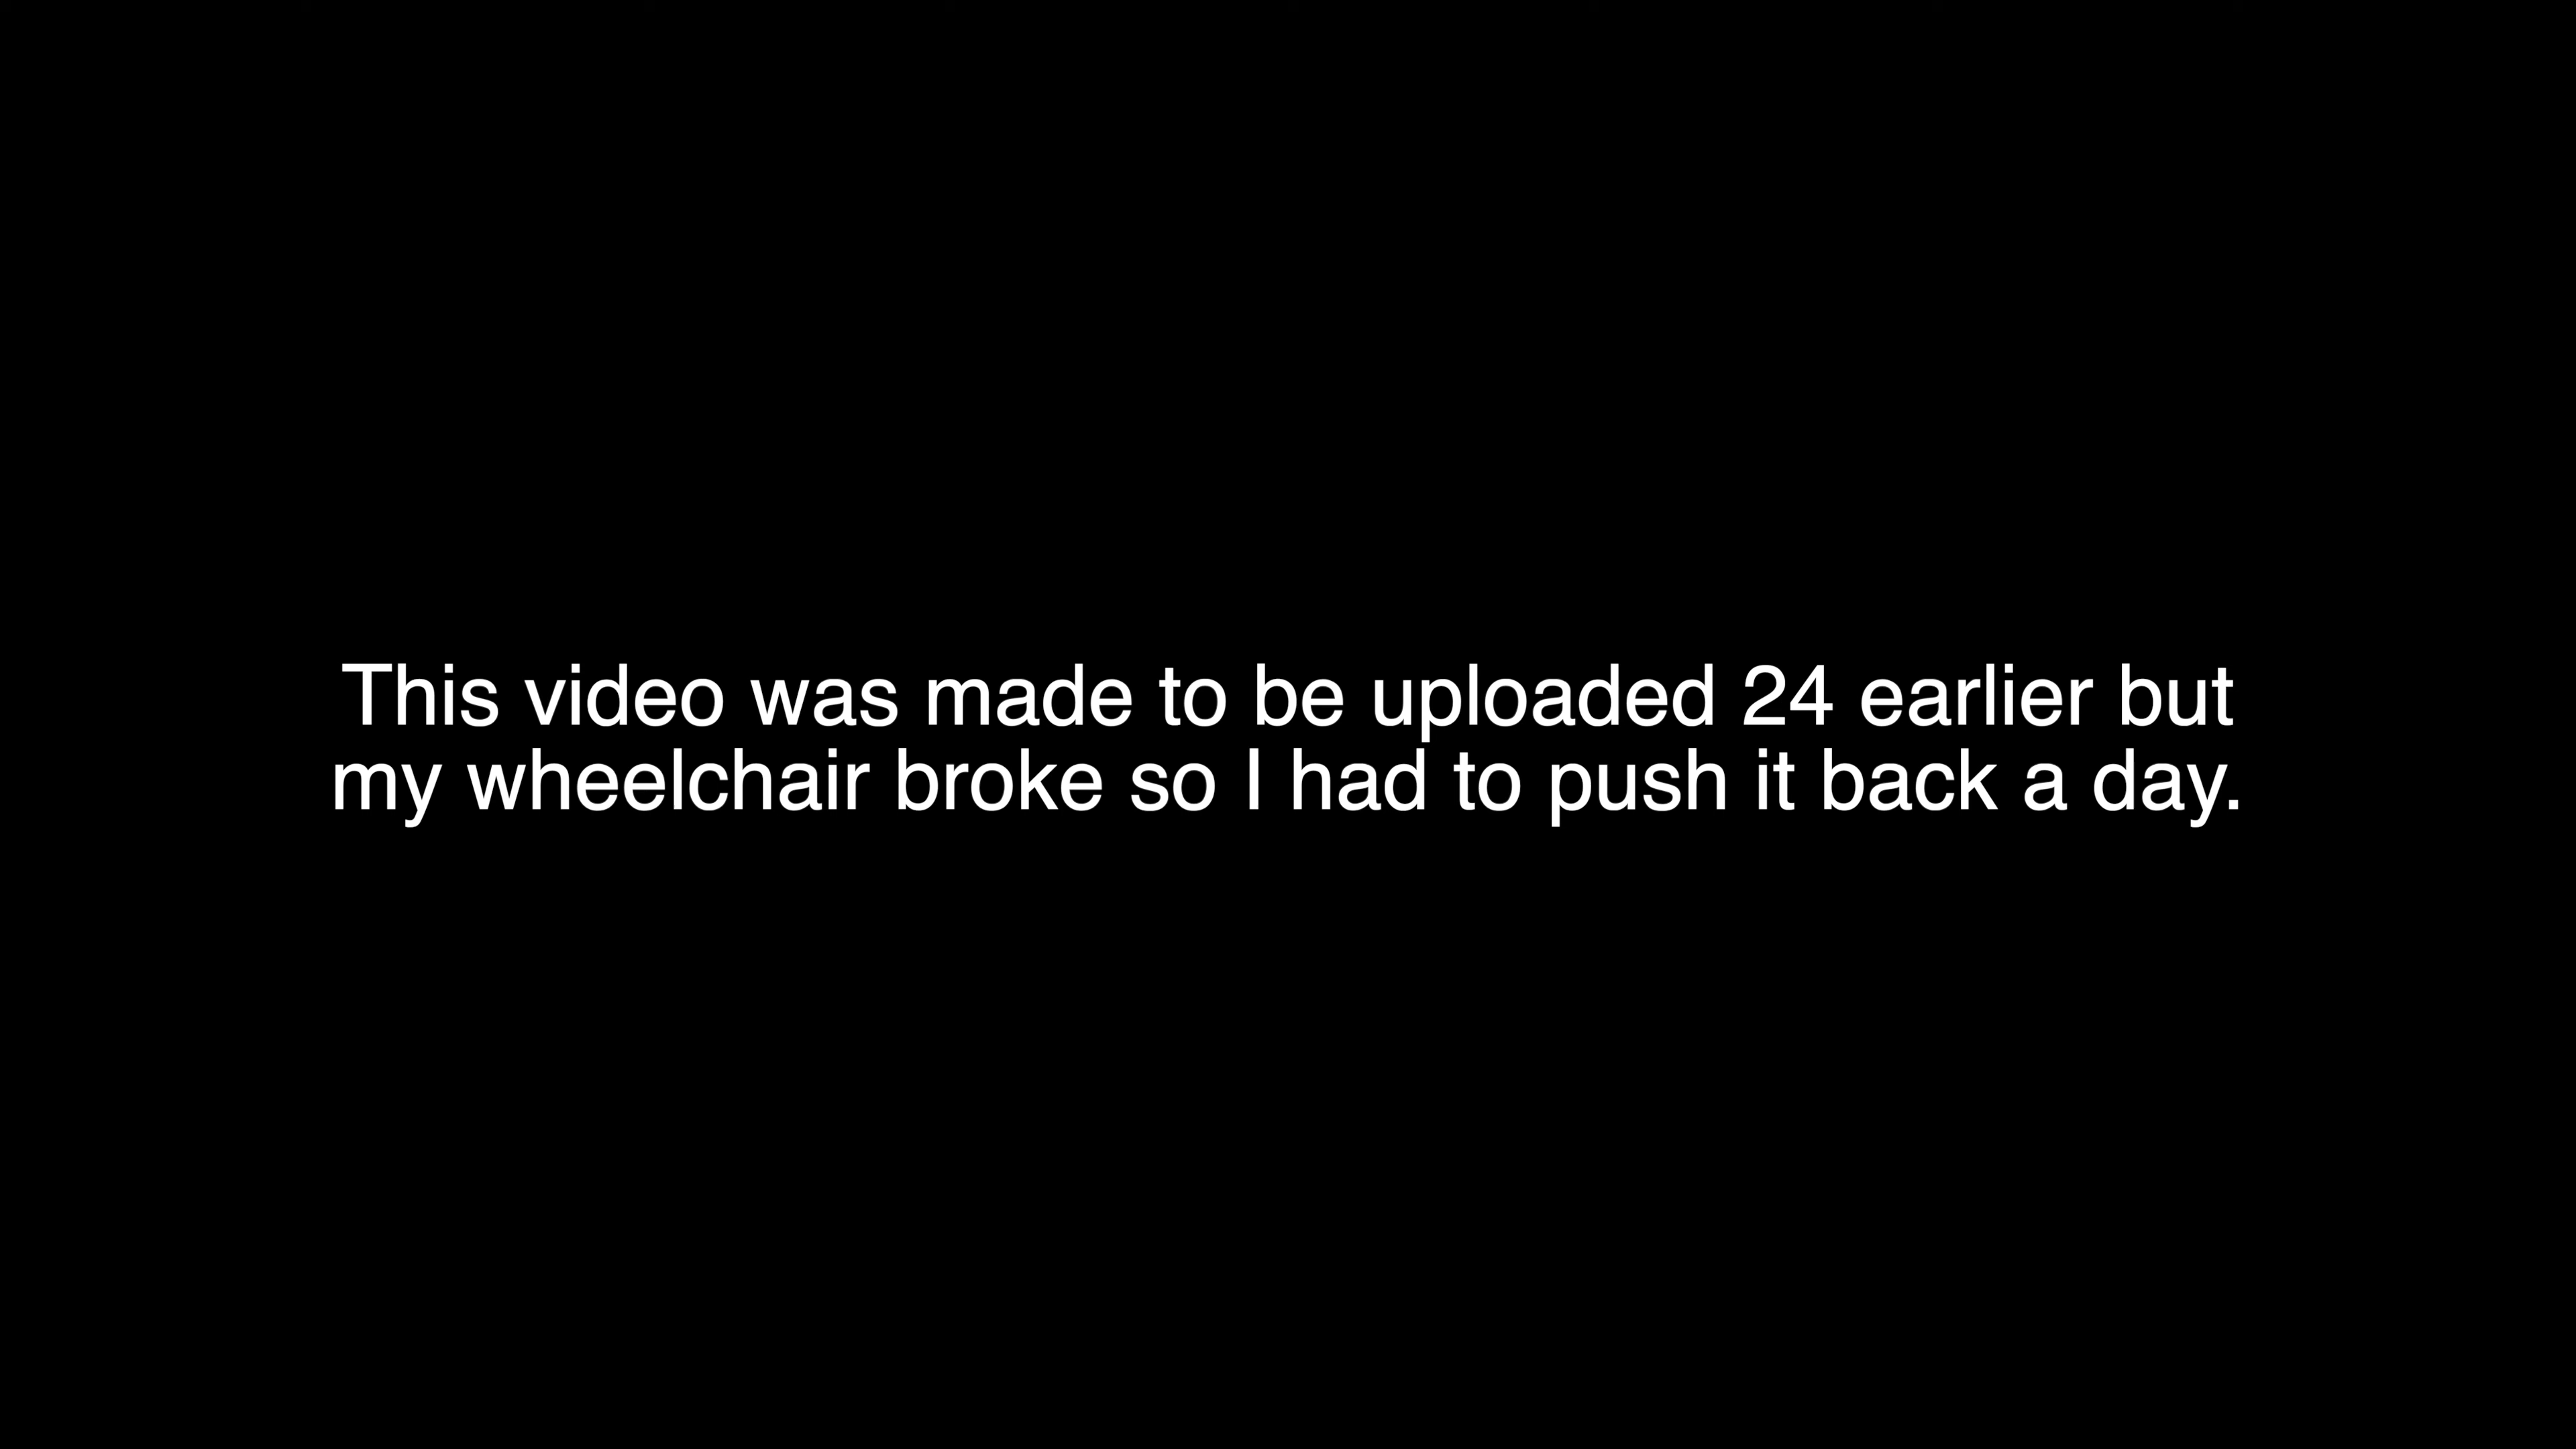 This video was made to be uploaded 24 earlier but
my wheelchair broke so I had to push it back a day.